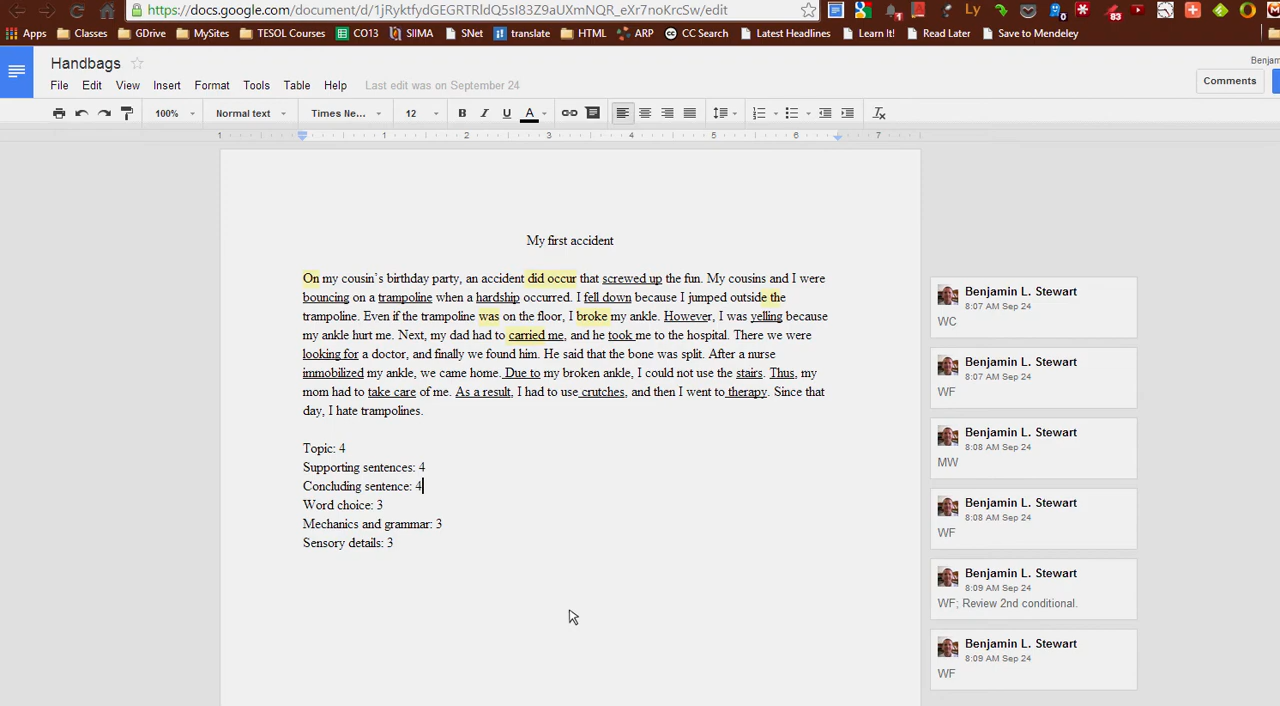 https://docs.google.com/document/d/1jRyktfydGEGRTRldQ5sI83Z9aUXmNQR_eXr7noKrcSw/edit
Apps Classes GDrive MySites TESOL Courses CO13 SIIMA SNet translate HTML ARP CC Search Latest Headlines Learn It! Read Later Save to Mendeley
Handbags
Benjam
File Edit View Insert Format Tools Table Help Last edit was on September 24
Comments
100% Normal text Times Ne... 12 B I U A
1 1 2 3 4 5 6 7
My first accident
On my cousin's birthday party, an accident did occur that screwed up the fun. My cousins and I were
bouncing on a trampoline when a hardship occurred. I fell down because I jumped outside the
trampoline. Even if the trampoline was on the floor, I broke my ankle. However, I was yelling because
my ankle hurt me. Next, my dad had to carried me, and he took me to the hospital. There we were
looking for a doctor, and finally we found him. He said that the bone was split. After a nurse
immobilized my ankle, we came home. Due to my broken ankle, I could not use the stairs. Thus, my
mom had to take care of me. As a result, I had to use crutches, and then I went to therapy. Since that
day, I hate trampolines.
Topic: 4
Supporting sentences: 4
Concluding sentence: 4
Word choice: 3
Mechanics and grammar: 3
Sensory details: 3
Benjamin L. Stewart
8:07 AM Sep 24
WC
Benjamin L. Stewart
8:07 AM Sep 24
WF
Benjamin L. Stewart
8:08 AM Sep 24
MW
Benjamin L. Stewart
8:08 AM Sep 24
WF
Benjamin L. Stewart
8:09 AM Sep 24
WF; Review 2nd conditional.
Benjamin L. Stewart
8:09 AM Sep 24
WF